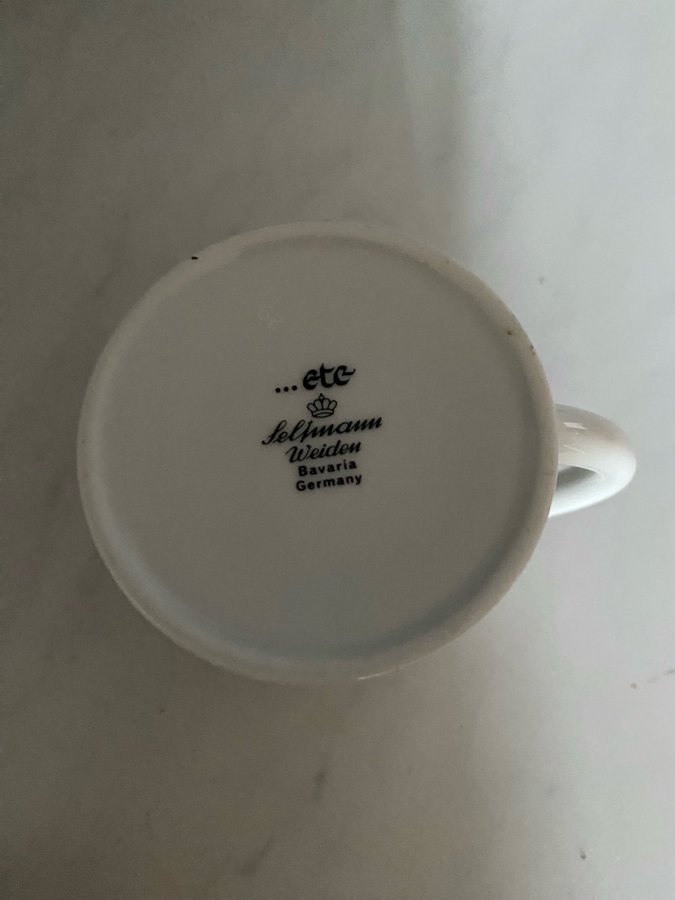 ...etc
Seltmann
Weiden
Bavaria
Germany